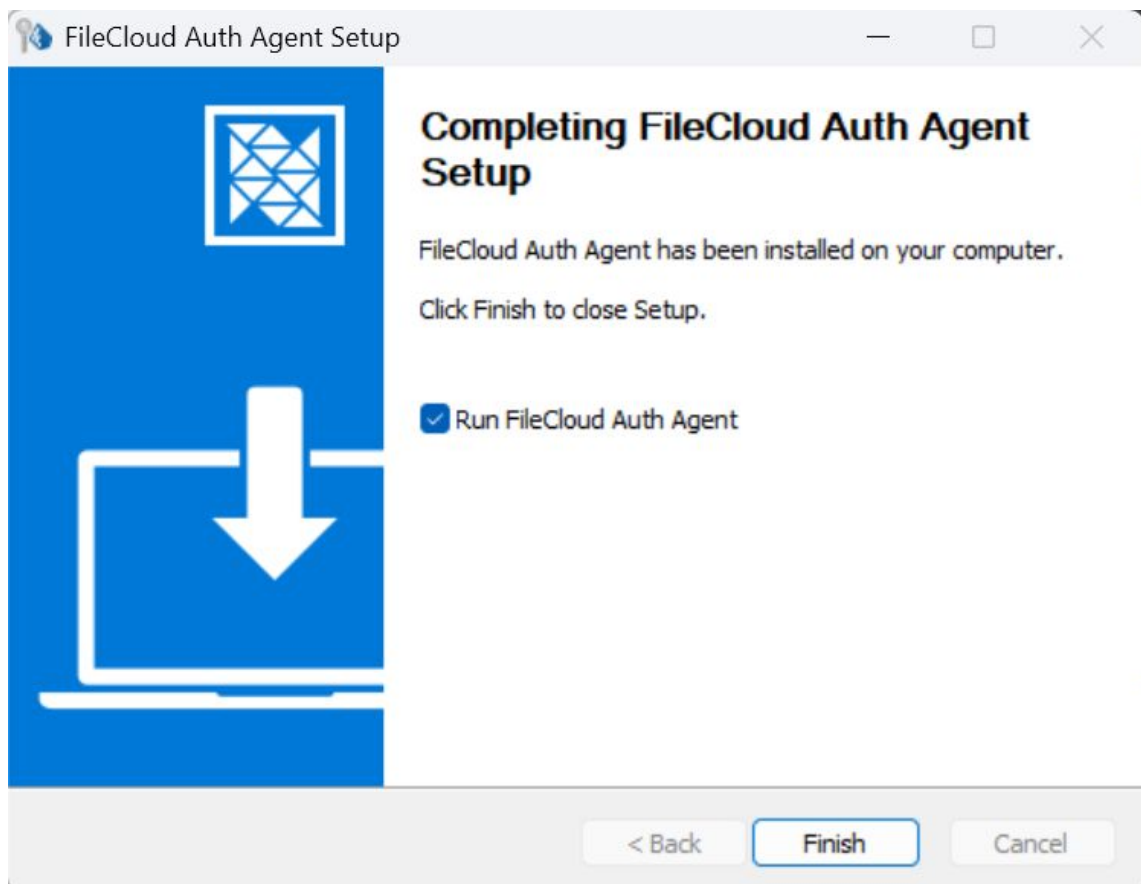 FileCloud Auth Agent Setup
Completing FileCloud Auth Agent
Setup
FileCloud Auth Agent has been installed on your computer.
Click Finish to close Setup.
Run FileCloud Auth Agent
< Back
Finish
Cancel